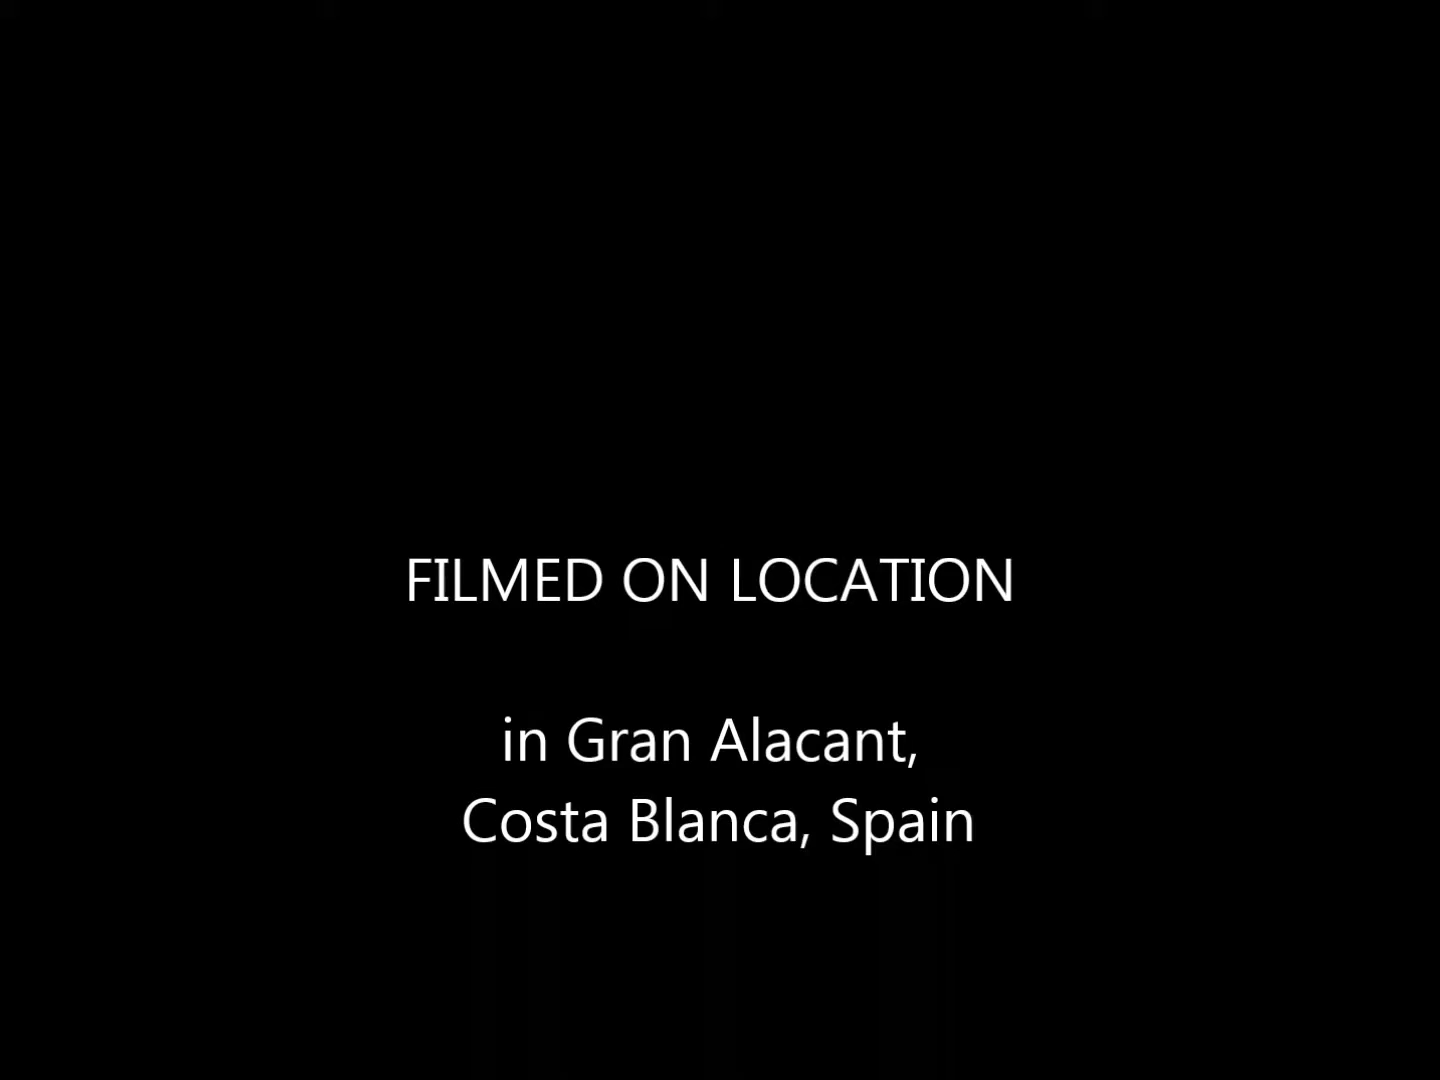 FILMED ON LOCATION
in Gran Alacant,
Costa Blanca, Spain